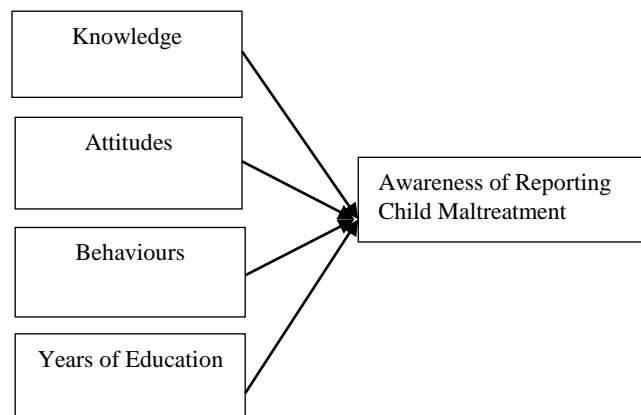 Knowledge
Attitudes
Behaviours
Years of Education
Awareness of Reporting
Child Maltreatment